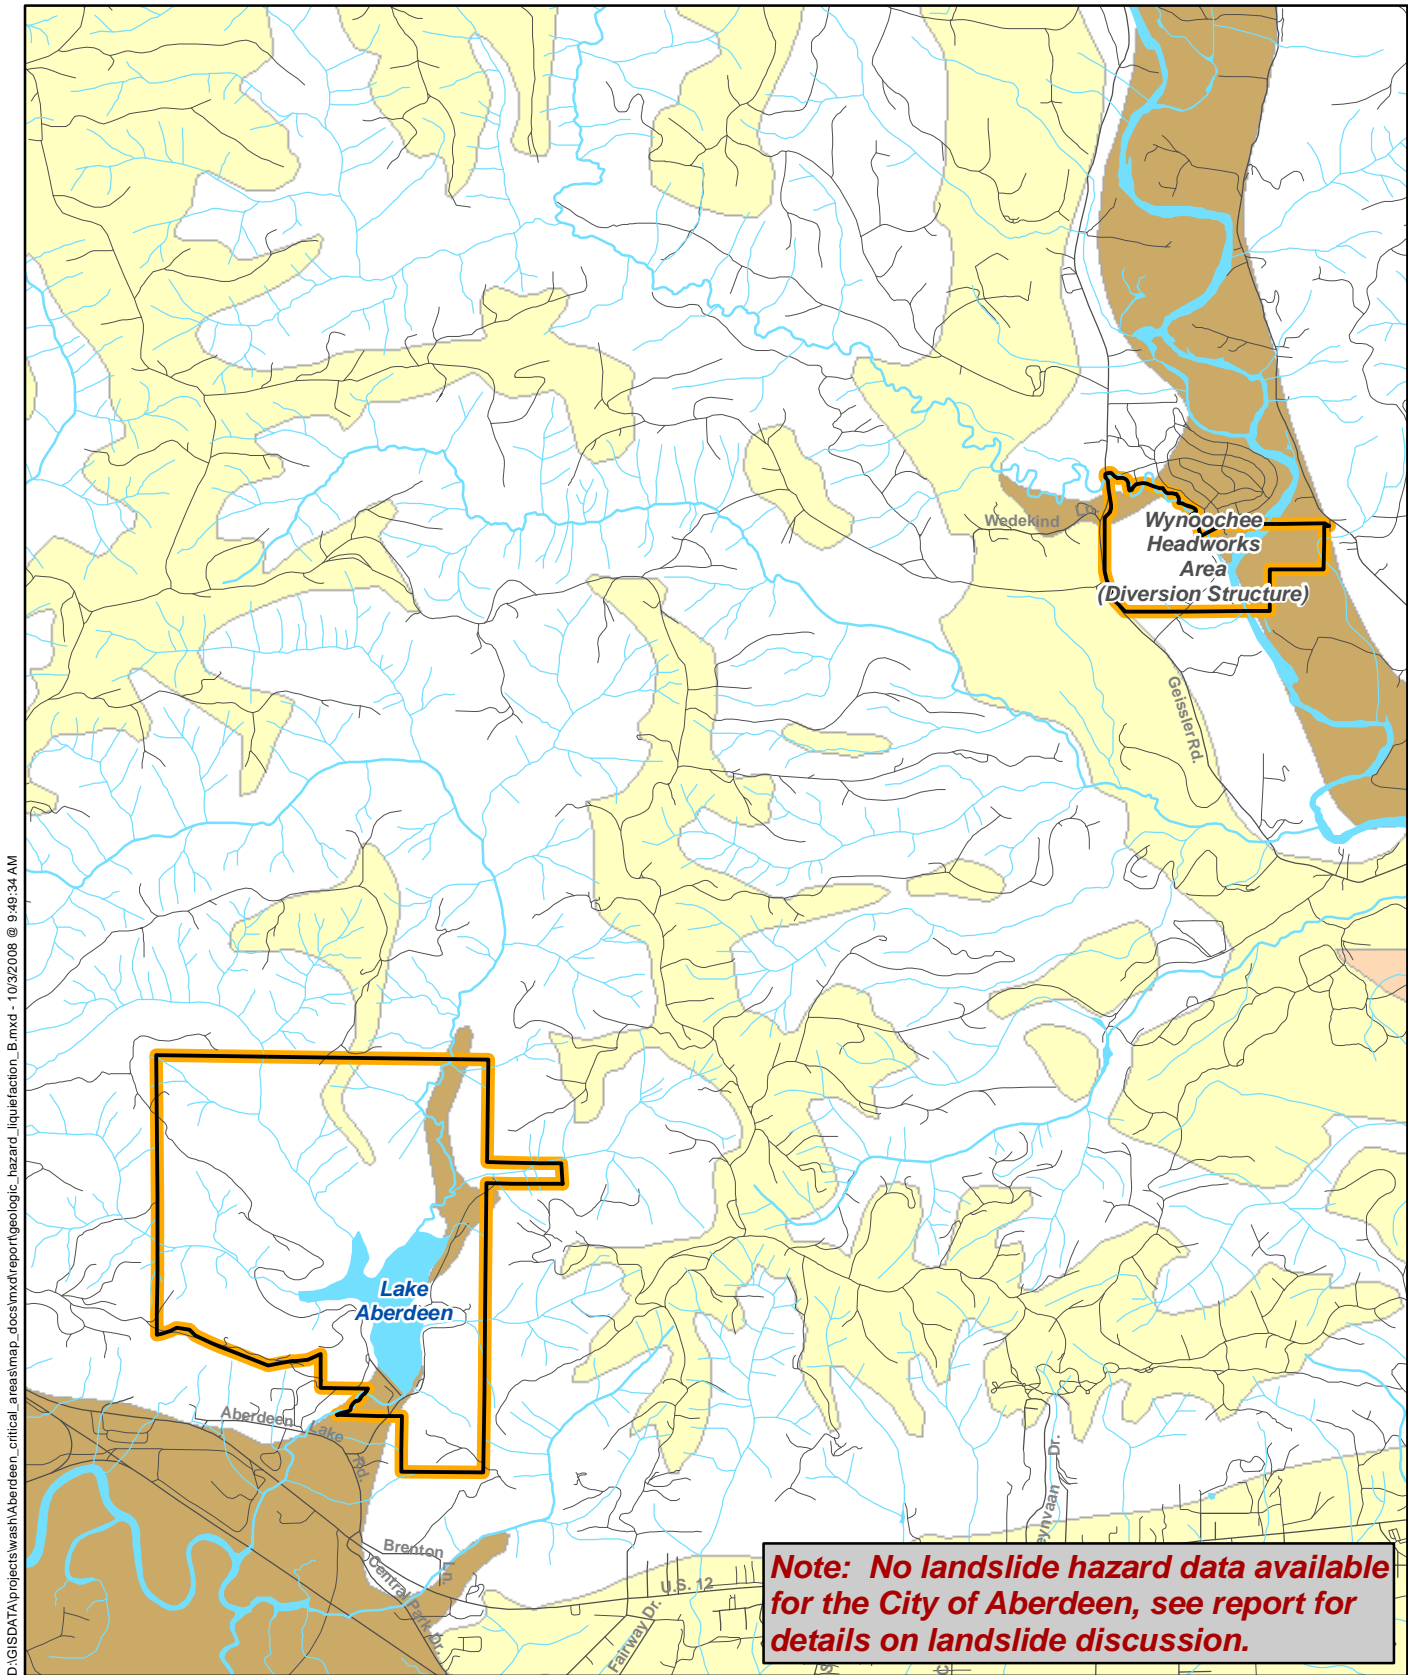 Wedekind Ln.
Wynoochee
Headworks
Area
(Diversion Structure)
Geissler Rd.
D:\GISDATA\projects\wash\Aberdeen_critical_areas\map_docs\mxd\report\geologic_hazard_liquiefaction_B.mxd - 10/3/2008 @ 9:49:34 AM
Lake
Aberdeen
Aberdeen Lake Rd.
Brenton Ln.
Central Park Dr.
U.S. 12
Fairway Dr.
Note: No landslide hazard data available
for the City of Aberdeen, see report for
details on landslide discussion.